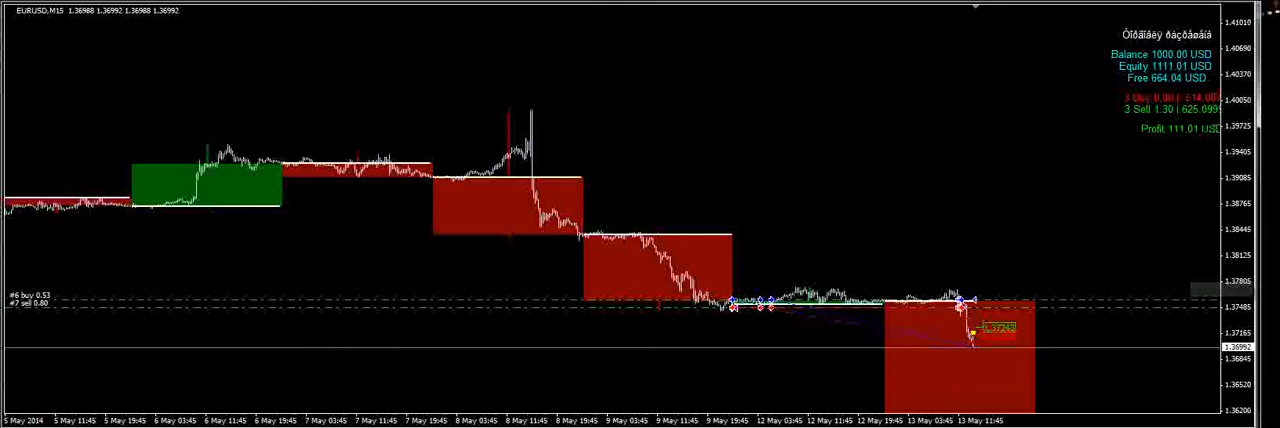 EURUSD,M15 1.36988 1.36992 1.36988 1.36992
Òîðãîâëÿ ðàçðåøåíà
Balance 1000.00 USD
Equity 1111.01 USD
Free 664.04 USD
3 Sell 1.30 | 625.099
Profit 111.01 USD
#6 buy 0.53
#7 sell 0.80
1.41010
1.40690
1.40370
1.40050
1.39725
1.39405
1.39085
1.38765
1.38445
1.38125
1.37805
1.37485
1.37165
1.36992
1.36845
1.36520
1.36200
5 May 2014
5 May 11:45
5 May 19:45
6 May 03:45
6 May 11:45
6 May 19:45
7 May 03:45
7 May 11:45
7 May 19:45
8 May 03:45
8 May 11:45
8 May 19:45
9 May 03:45
9 May 11:45
9 May 19:45
12 May 03:45
12 May 11:45
12 May 19:45
13 May 03:45
13 May 11:45